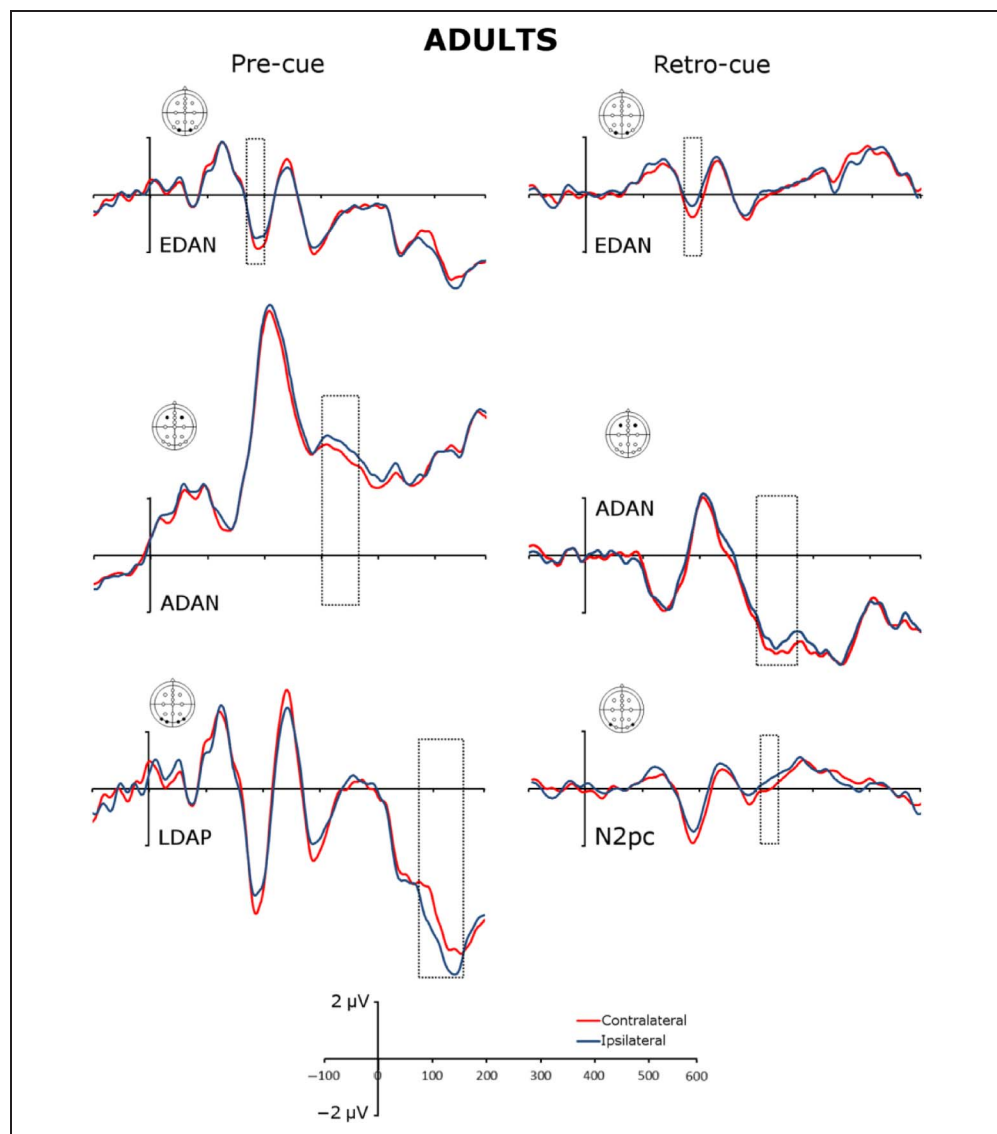 ADULTS
Pre-cue
Retro-cue
EDAN
EDAN
ADAN
ADAN
LDAP
N2pc
2 µV
Contralateral
Ipsilateral
−100 0 100 200 300 400 500 600
−2 µV